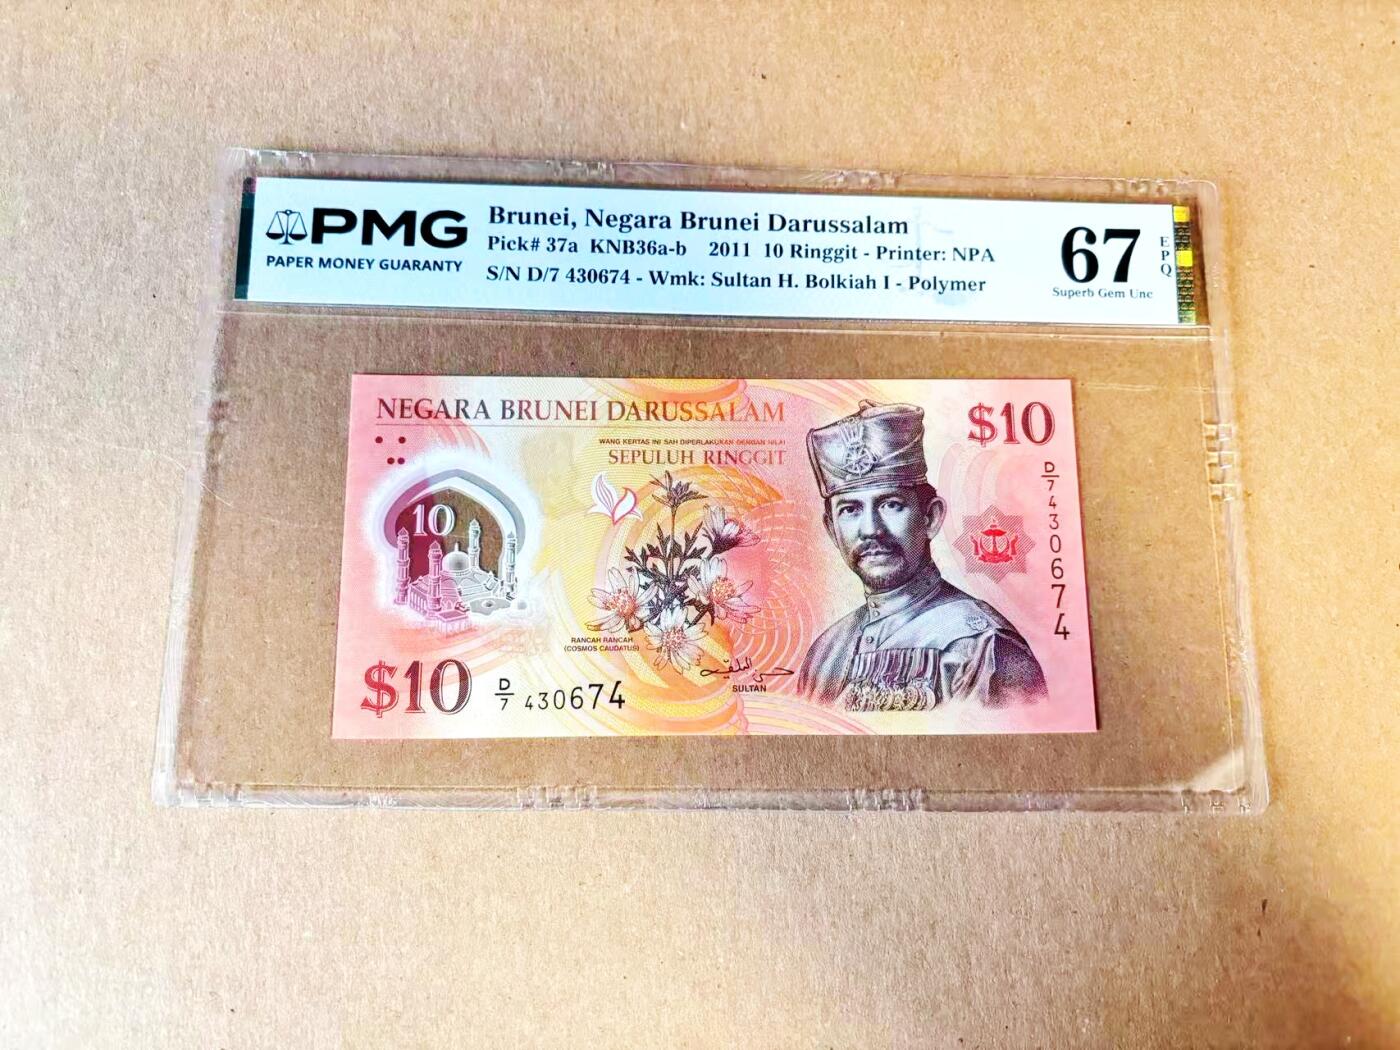 PMG
PAPER MONEY GUARANTY
Brunei, Negara Brunei Darussalam
Pick# 37a KNB36a-b 2011 10 Ringgit - Printer: NPA
S/N D/7 430674 - Wmk: Sultan H. Bolkiah I - Polymer
67
Superb Gem Unc
EPQ
NEGARA BRUNEI DARUSSALAM
WANG KERTAS INI SAH DIPERLAKUKAN DENGAN NILAI
SEPULUH RINGGIT
$10
D/7 430674
10
RANCAH RANCAH
(COSMOS CAUDATUS)
SULTAN
$10
D/7 430674